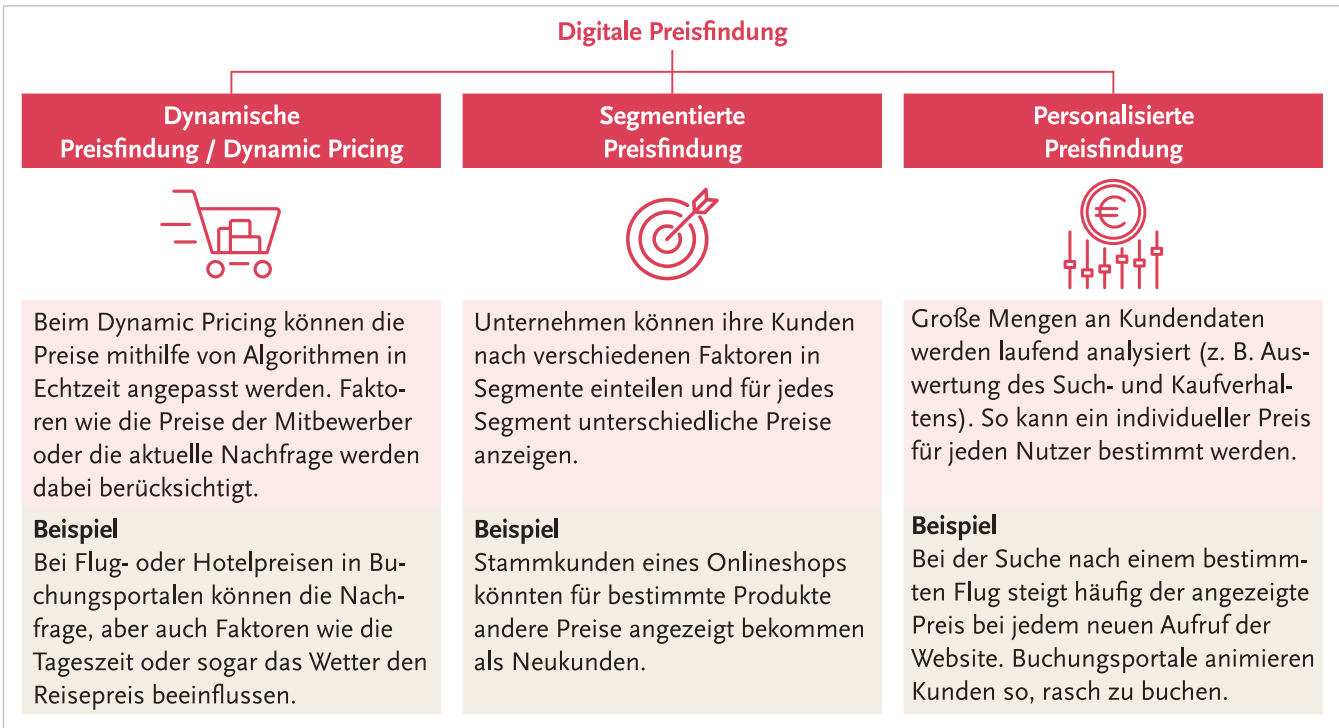 Digitale Preisfindung
Dynamische
Preisfindung / Dynamic Pricing
Beim Dynamic Pricing können die
Preise mithilfe von Algorithmen in
Echtzeit angepasst werden. Fakto-
ren wie die Preise der Mitbewerber
oder die aktuelle Nachfrage werden
dabei berücksichtigt.
Beispiel
Bei Flug- oder Hotelpreisen in Bu-
chungsportalen können die Nach-
frage, aber auch Faktoren wie die
Tageszeit oder sogar das Wetter den
Reisepreis beeinflussen.
Segmentierte
Preisfindung
Unternehmen können ihre Kunden
nach verschiedenen Faktoren in
Segmente einteilen und für jedes
Segment unterschiedliche Preise
anzeigen.
Beispiel
Stammkunden eines Onlineshops
könnten für bestimmte Produkte
andere Preise angezeigt bekommen
als Neukunden.
Personalisierte
Preisfindung
€
Große Mengen an Kundendaten
werden laufend analysiert (z. B. Aus-
wertung des Such- und Kaufverhal-
tens). So kann ein individueller Preis
für jeden Nutzer bestimmt werden.
Beispiel
Bei der Suche nach einem bestimm-
ten Flug steigt häufig der angezeigte
Preis bei jedem neuen Aufruf der
Website. Buchungsportale animieren
Kunden so, rasch zu buchen.